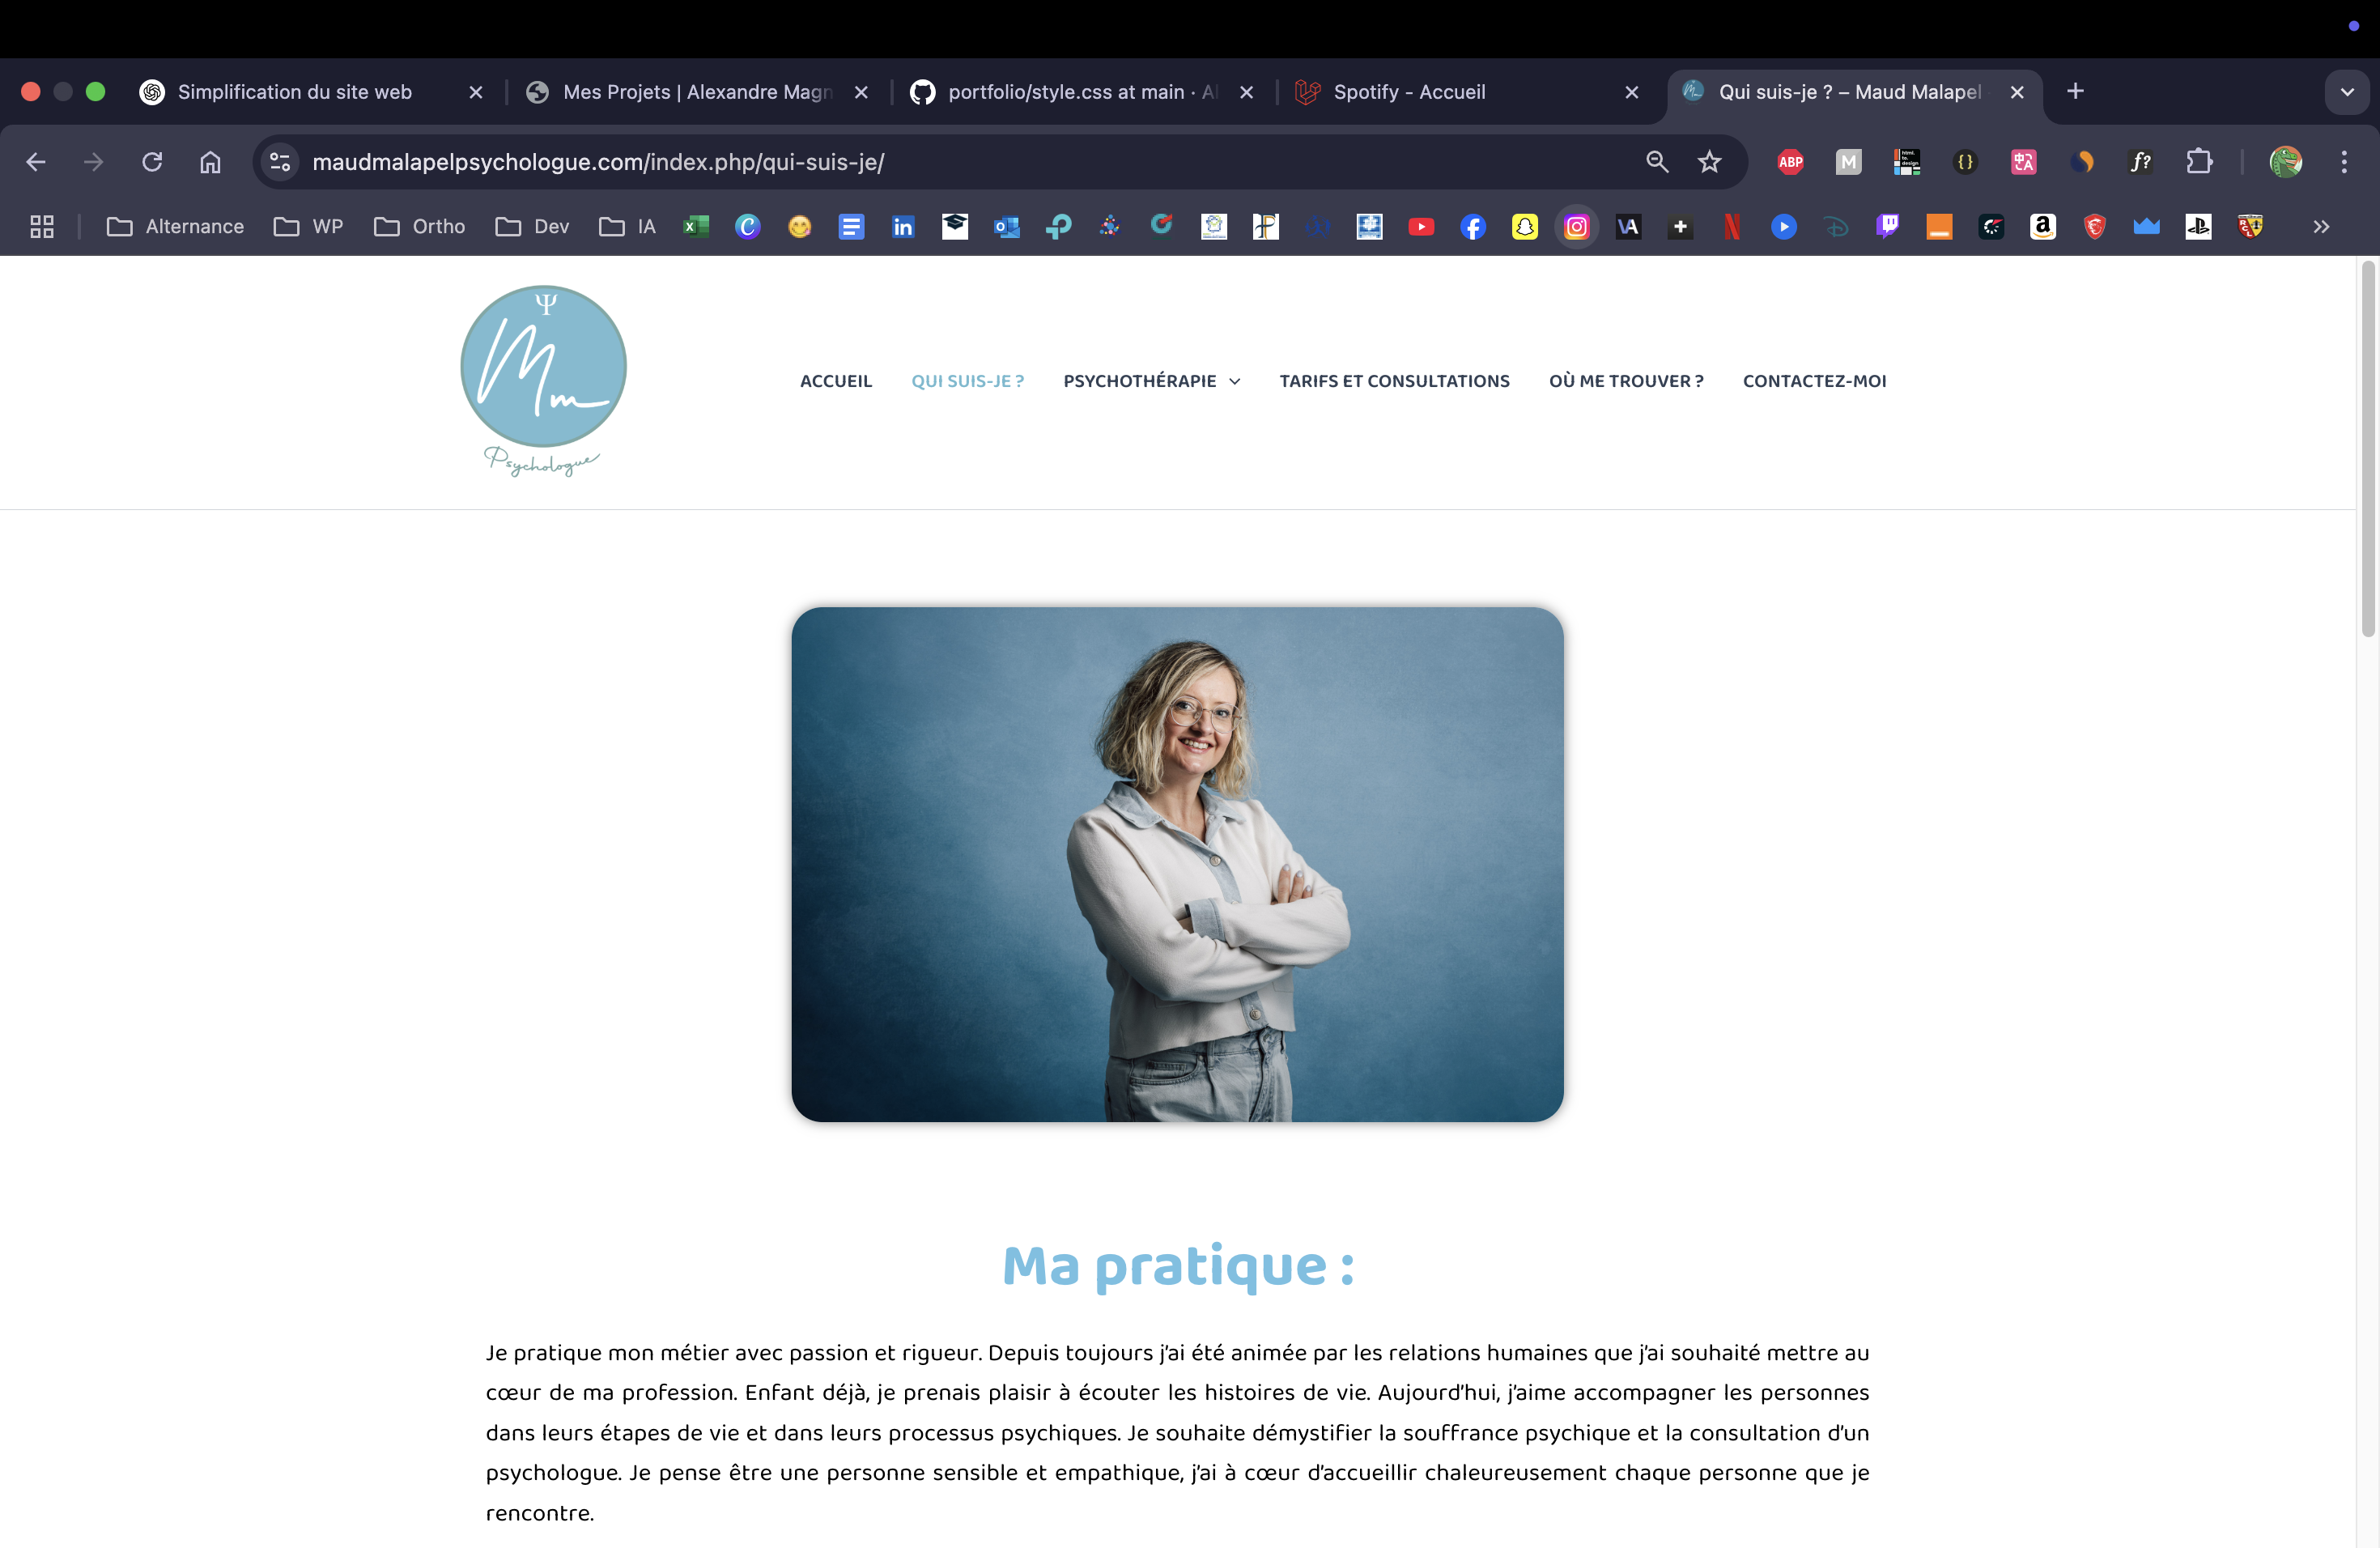 Simplification du site web
Mes Projets | Alexandre Magn
portfolio/style.css at main · Al
Spotify - Accueil
Qui suis-je ? – Maud Malapel
maudmalapelpsychologue.com/index.php/qui-suis-je/
Alternance
WP
Ortho
Dev
IA
Ψ
Mm
Psychologue
ACCUEIL
QUI SUIS-JE ?
PSYCHOTHÉRAPIE
TARIFS ET CONSULTATIONS
OÙ ME TROUVER ?
CONTACTEZ-MOI
Ma pratique :
Je pratique mon métier avec passion et rigueur. Depuis toujours j'ai été animée par les relations humaines que j'ai souhaité mettre au
cœur de ma profession. Enfant déjà, je prenais plaisir à écouter les histoires de vie. Aujourd'hui, j'aime accompagner les personnes
dans leurs étapes de vie et dans leurs processus psychiques. Je souhaite démystifier la souffrance psychique et la consultation d'un
psychologue. Je pense être une personne sensible et empathique, j'ai à cœur d'accueillir chaleureusement chaque personne que je
rencontre.